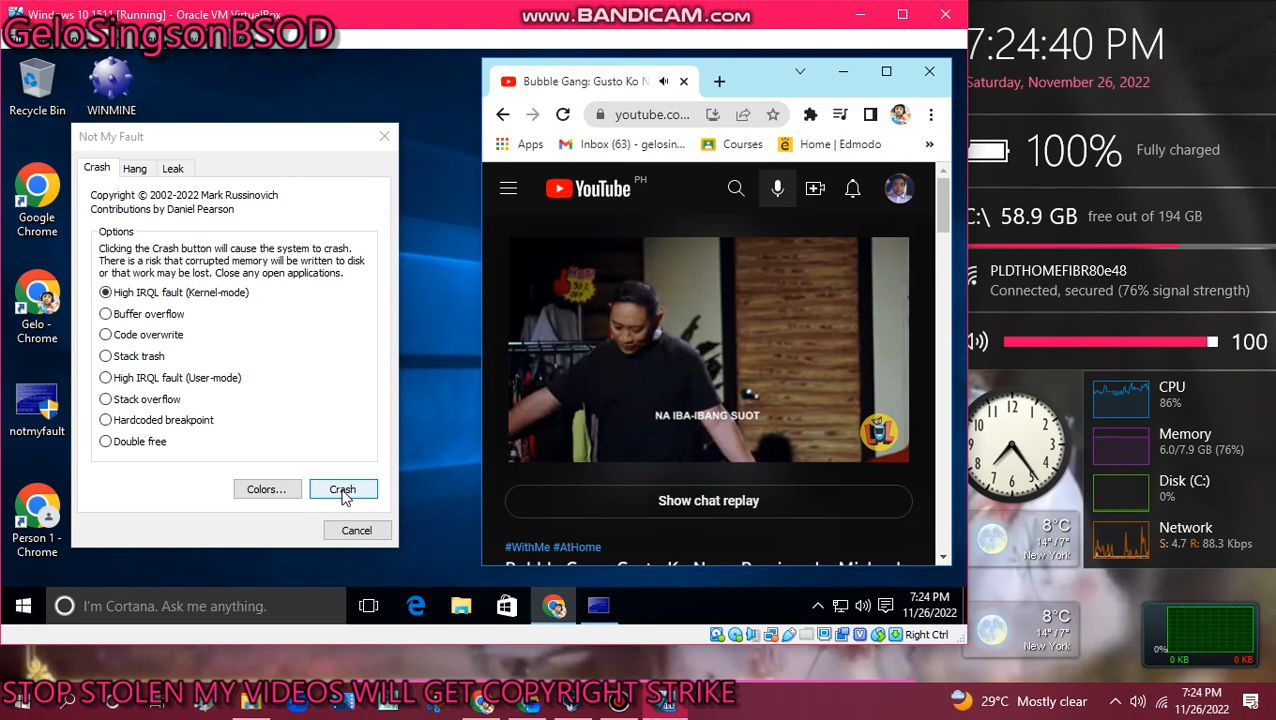 Windows 10 1511 [Running] - Oracle VM VirtualBox
www.BANDICAM.com
GeloSingsonBSOD
Recycle Bin
WINMINE
Google
Chrome
Gelo -
Chrome
notmyfault
Person 1 -
Chrome
Not My Fault
Crash
Hang
Leak
Copyright © 2002-2022 Mark Russinovich
Contributions by Daniel Pearson
Options
Clicking the Crash button will cause the system to crash.
There is a risk that corrupted memory will be written to disk
or that work may be lost. Close any open applications.
High IRQL fault (Kernel-mode)
Buffer overflow
Code overwrite
Stack trash
High IRQL fault (User-mode)
Stack overflow
Hardcoded breakpoint
Double free
Colors...
Crash
Cancel
Bubble Gang: Gusto Ko N
youtube.co...
Apps
Inbox (63) - gelosin...
Courses
Home | Edmodo
»
YouTube PH
NA IBA-IBANG SUOT
Show chat replay
#WithMe #AtHome
I'm Cortana. Ask me anything.
7:24 PM
11/26/2022
Right Ctrl
7:24:40 PM
Saturday, November 26, 2022
100% Fully charged
:\ 58.9 GB free out of 194 GB
PLDTHOMEFIBR80e48
Connected, secured (76% signal strength)
100
CPU
86%
Memory
6.0/7.9 GB (76%)
Disk (C:)
0%
Network
S: 4.7 R: 88.3 Kbps
8°C
14° / 7°
New York
8°C
14° / 7°
New York
0%
0 KB
0 KB
STOP STOLEN MY VIDEOS WILL GET COPYRIGHT STRIKE
29°C Mostly clear
7:24 PM
11/26/2022